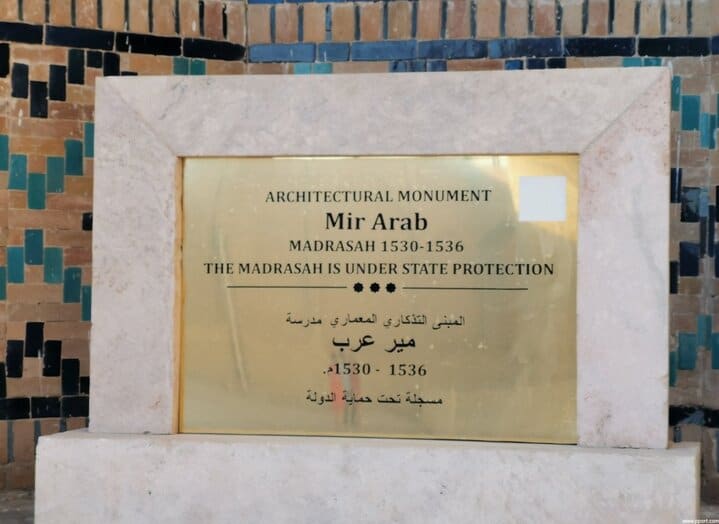 ARCHITECTURAL MONUMENT
Mir Arab
MADRASAH 1530-1536
THE MADRASAH IS UNDER STATE PROTECTION
المبنى التذكاري المعماري مدرسة
مير عرب
1530 - 1536م.
مسجلة تحت حماية الدولة